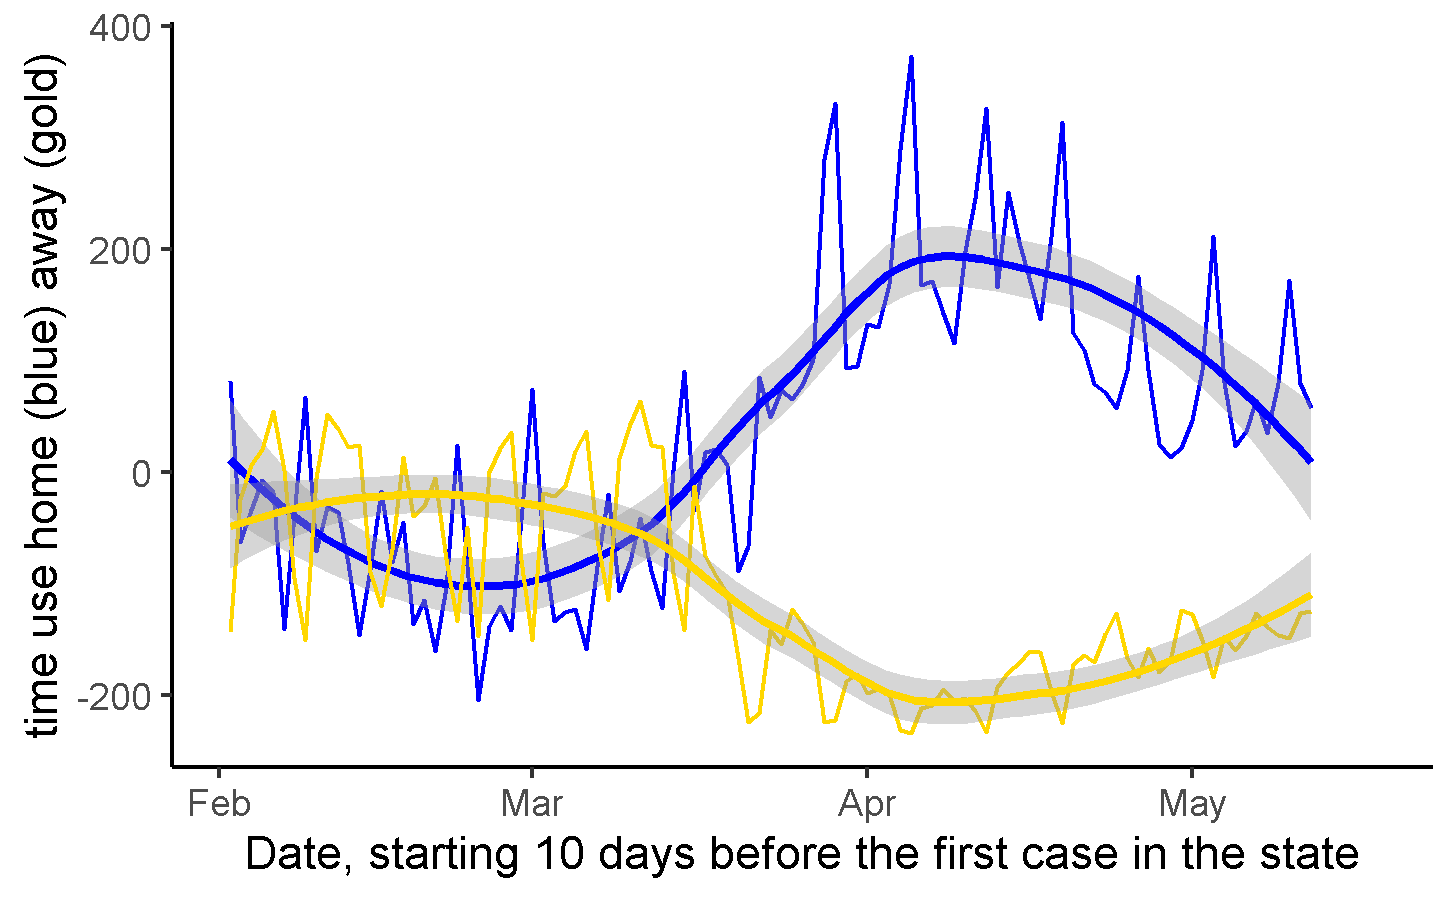 time use home (blue) away (gold)
400
200
0
-200
Feb
Mar
Apr
May
Date, starting 10 days before the first case in the state